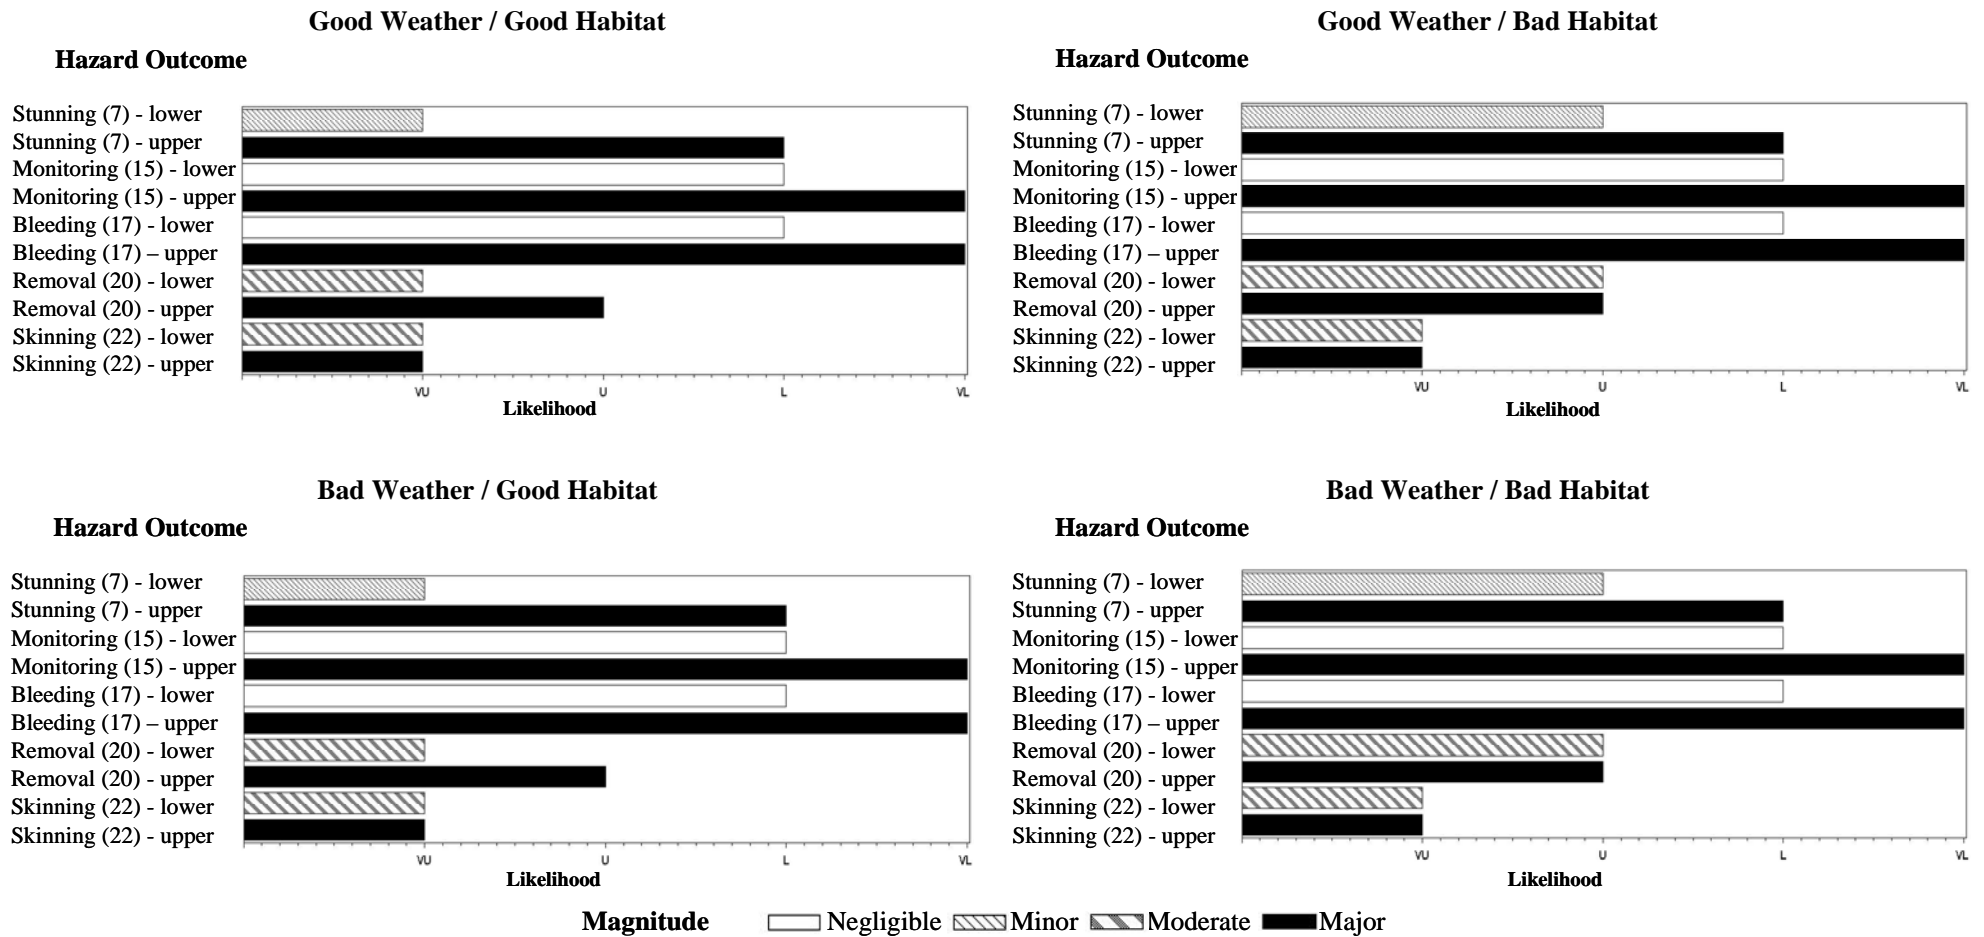 Good Weather / Good Habitat
Hazard Outcome
Stunning (7) - lower
Stunning (7) - upper
Monitoring (15) - lower
Monitoring (15) - upper
Bleeding (17) - lower
Bleeding (17) – upper
Removal (20) - lower
Removal (20) - upper
Skinning (22) - lower
Skinning (22) - upper
VU U L VL
Likelihood
Good Weather / Bad Habitat
Hazard Outcome
Stunning (7) - lower
Stunning (7) - upper
Monitoring (15) - lower
Monitoring (15) - upper
Bleeding (17) - lower
Bleeding (17) – upper
Removal (20) - lower
Removal (20) - upper
Skinning (22) - lower
Skinning (22) - upper
VU U L VL
Likelihood
Bad Weather / Good Habitat
Hazard Outcome
Stunning (7) - lower
Stunning (7) - upper
Monitoring (15) - lower
Monitoring (15) - upper
Bleeding (17) - lower
Bleeding (17) – upper
Removal (20) - lower
Removal (20) - upper
Skinning (22) - lower
Skinning (22) - upper
VU U L VL
Likelihood
Bad Weather / Bad Habitat
Hazard Outcome
Stunning (7) - lower
Stunning (7) - upper
Monitoring (15) - lower
Monitoring (15) - upper
Bleeding (17) - lower
Bleeding (17) – upper
Removal (20) - lower
Removal (20) - upper
Skinning (22) - lower
Skinning (22) - upper
VU U L VL
Likelihood
Magnitude Negligible Minor Moderate Major